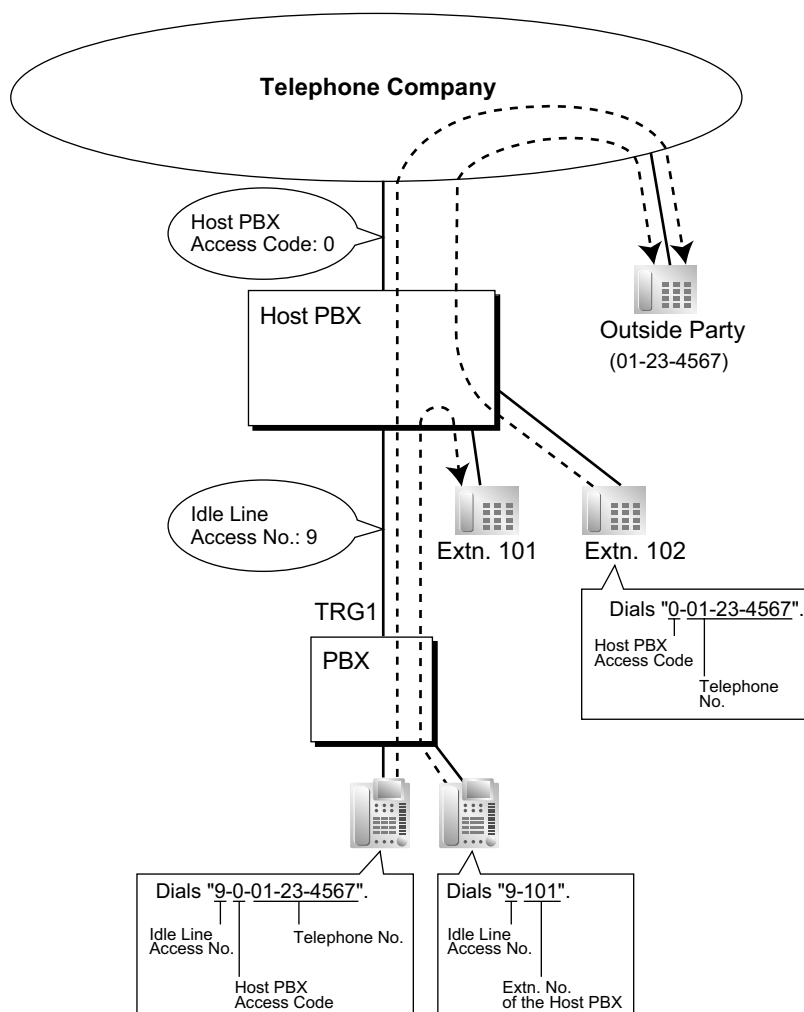 Telephone Company
Host PBX
Access Code: 0
Host PBX
Outside Party
(01-23-4567)
Idle Line
Access No.: 9
Extn. 101
Extn. 102
Dials "0-01-23-4567".
Host PBX
Access Code
Telephone
No.
TRG1
PBX
Dials "9-0-01-23-4567".
Idle Line
Access No.
Telephone No.
Host PBX
Access Code
Dials "9-101".
Idle Line
Access No.
Extn. No.
of the Host PBX